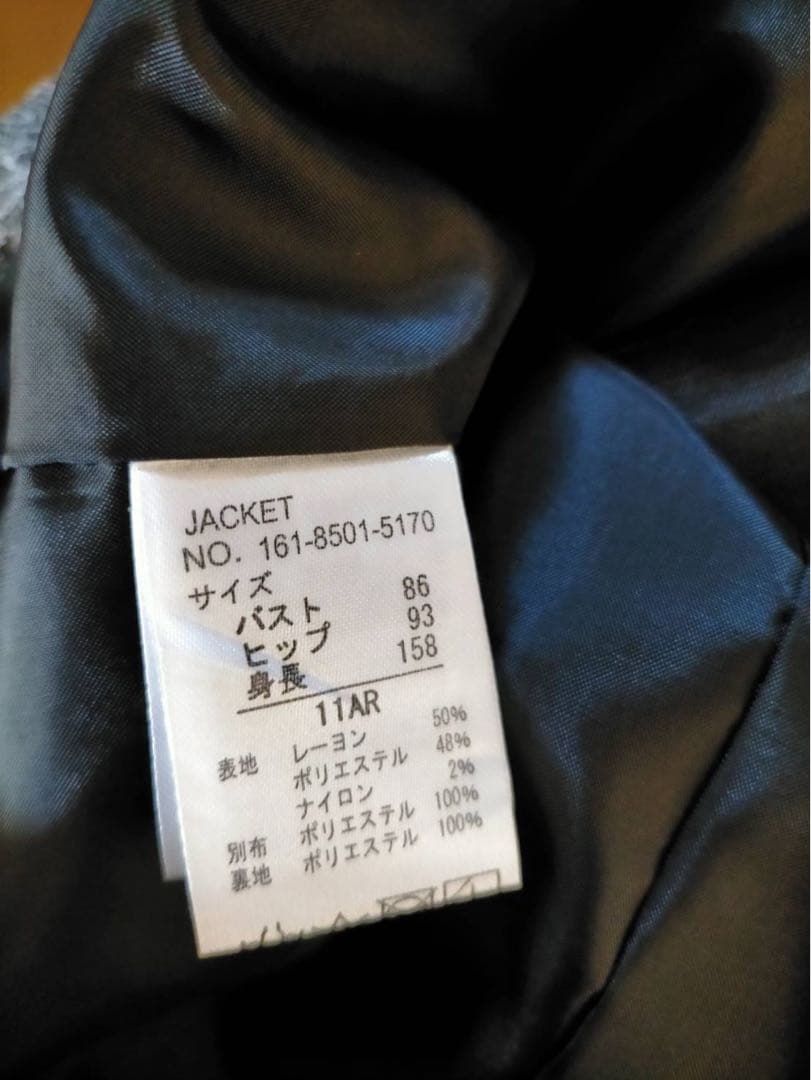 JACKET
NO. 161-8501-5170
サイズ
バスト 86
ヒップ 93
身長 158
11AR
表地 レーヨン 50%
ポリエステル 48%
ナイロン 2%
別布 ポリエステル 100%
裏地 ポリエステル 100%